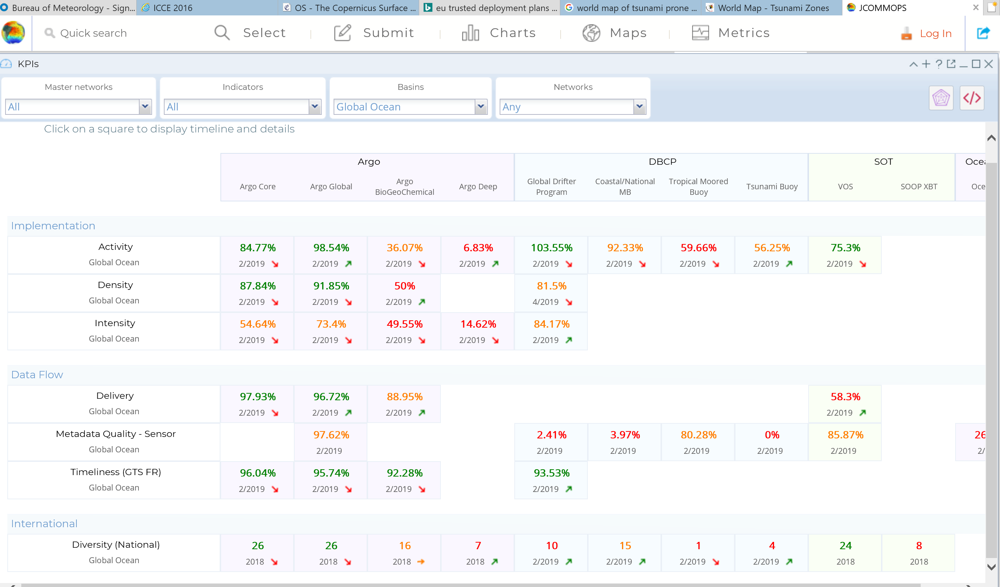 Bureau of Meteorology - Sign...
ICCE 2016
OS - The Copernicus Surface ...
eu trusted deployment plans ...
world map of tsunami prone ...
World Map - Tsunami Zones
JCOMMOPS
Quick search
Select
Submit
Charts
Maps
Metrics
Log In
KPIs
Master networks
Indicators
Basins
Networks
All
All
Global Ocean
Any
Click on a square to display timeline and details
Argo
DBCP
SOT
Argo Core
Argo Global
Argo
BioGeoChemical
Argo Deep
Global Drifter
Program
Coastal/National
MB
Tropical Moored
Buoy
Tsunami Buoy
VOS
SOOP XBT
Implementation
Activity
Global Ocean
84.77% 98.54% 36.07% 6.83% 103.55% 92.33% 59.66% 56.25% 75.3%
2/2019 2/2019 2/2019 2/2019 2/2019 2/2019 2/2019 2/2019 2/2019
Density
Global Ocean
87.84% 91.85% 50% 81.5%
2/2019 2/2019 2/2019 4/2019
Intensity
Global Ocean
54.64% 73.4% 49.55% 14.62% 84.17%
2/2019 2/2019 2/2019 2/2019 2/2019
Data Flow
Delivery
Global Ocean
97.93% 96.72% 88.95% 58.3%
2/2019 2/2019 2/2019 2/2019
Metadata Quality - Sensor
Global Ocean
97.62% 2.41% 3.97% 80.28% 0% 85.87% 26
2/2019 2/2019 2/2019 2/2019 2/2019 2/2019 2/
Timeliness (GTS FR)
Global Ocean
96.04% 95.74% 92.28% 93.53%
2/2019 2/2019 2/2019 2/2019
International
Diversity (National)
Global Ocean
26 26 16 7 10 15 1 4 24 8
2018 2018 2018 2018 2/2019 2/2019 2/2019 2/2019 2018 2018